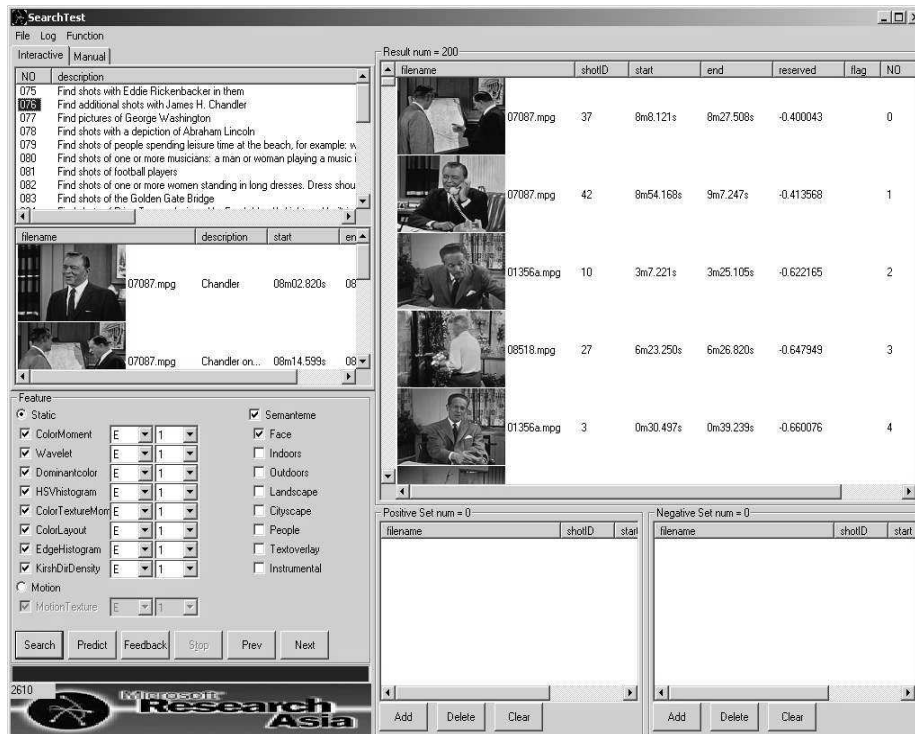 SearchTest
File Log Function
Interactive Manual
NO description
075 Find shots with Eddie Rickenbacker in them
076 Find additional shots with James H. Chandler
077 Find pictures of George Washington
078 Find shots with a depiction of Abraham Lincoln
079 Find shots of people spending leisure time at the beach, for example: w
080 Find shots of one or more musicians: a man or woman playing a music i
081 Find shots of football players
082 Find shots of one or more women standing in long dresses. Dress shou
083 Find shots of the Golden Gate Bridge
filename description start en
07087.mpg Chandler 08m02.820s 08
07087.mpg Chandler on... 08m14.599s 08
Feature
Static
Semanteme
ColorMoment E 1
Face
Wavelet E 1
Indoors
Dominantcolor E 1
Outdoors
HSVhistogram E 1
Landscape
ColorTextureMom E 1
Cityscape
ColorLayout E 1
People
EdgeHistogram E 1
Textoverlay
KirshDirDensity E 1
Instrumental
Motion
MotionTexture E 1
Search Predict Feedback Stop Prev Next
2610
Microsoft
Research
Asia
Result num = 200
filename shotID start end reserved flag NO
07087.mpg 37 8m8.121s 8m27.508s -0.400043 0
07087.mpg 42 8m54.168s 9m7.247s -0.413568 1
01356a.mpg 10 3m7.221s 3m25.105s -0.622165 2
08518.mpg 27 6m23.250s 6m26.820s -0.647949 3
01356a.mpg 3 0m30.497s 0m39.239s -0.660076 4
Positive Set num = 0
filename shotID start
Add Delete Clear
Negative Set num = 0
filename shotID start
Add Delete Clear